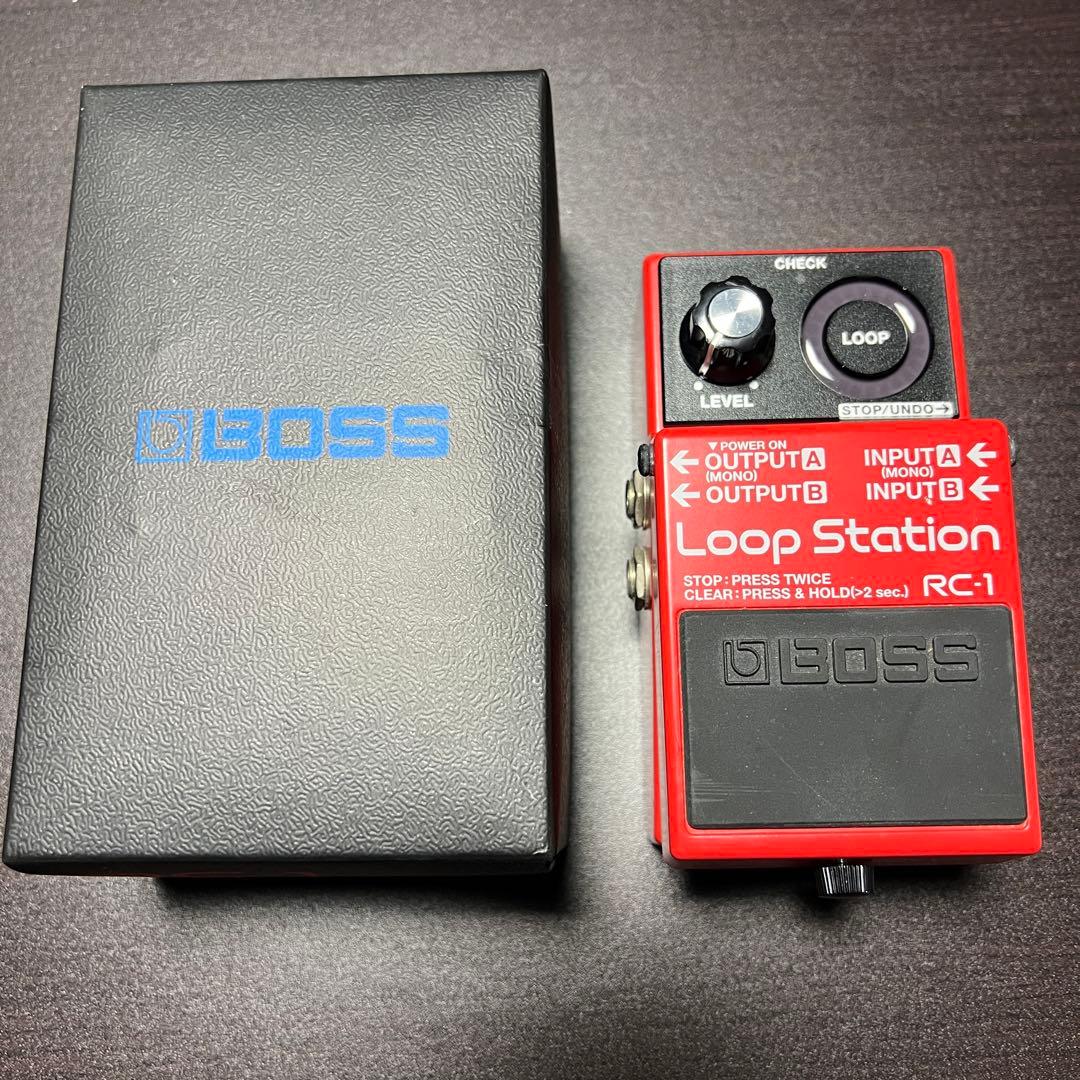 BOSS
CHECK
LOOP
LEVEL
STOP/UNDO→
▼POWER ON
←OUTPUT A
(MONO)
←OUTPUT B
INPUT A←
(MONO)
INPUT B←
Loop Station
STOP : PRESS TWICE
CLEAR : PRESS & HOLD(>2 sec.)
RC-1
BOSS